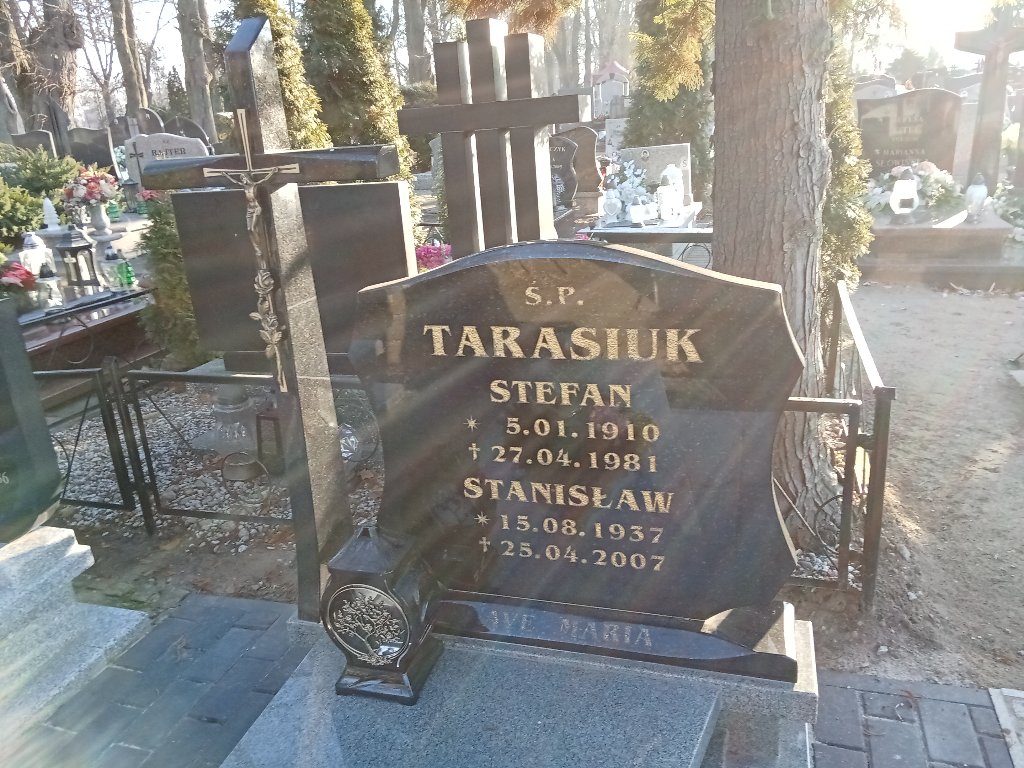 Ś.P.
TARASIUK
STEFAN
* 5.01.1910
† 27.04.1981
STANISŁAW
* 15.08.1937
† 25.04.2007
AVE MARIA